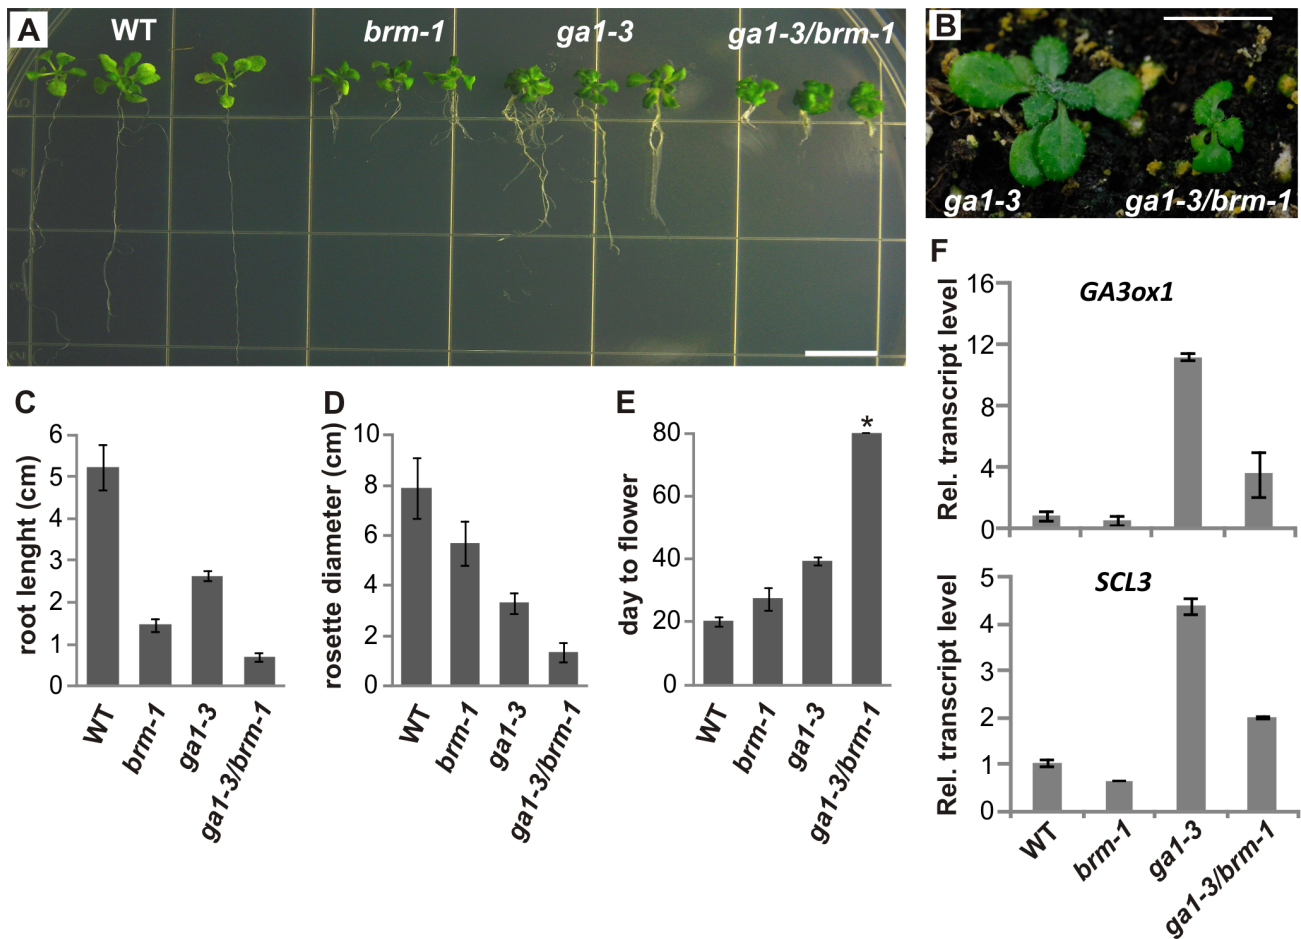 A
WT
brm-1
ga1-3
ga1-3/brm-1
5
4
3
2
B
ga1-3
ga1-3/brm-1
C
root lenght (cm)
6
5
4
3
2
1
0
WT
brm-1
ga1-3
ga1-3/brm-1
D
rosette diameter (cm)
10
8
6
4
2
0
WT
brm-1
ga1-3
ga1-3/brm-1
E
day to flower
80
60
40
20
0
*
WT
brm-1
ga1-3
ga1-3/brm-1
F
Rel. transcript level
16
12
8
4
0
GA3ox1
Rel. transcript level
5
4
3
2
1
0
SCL3
WT
brm-1
ga1-3
ga1-3/brm-1